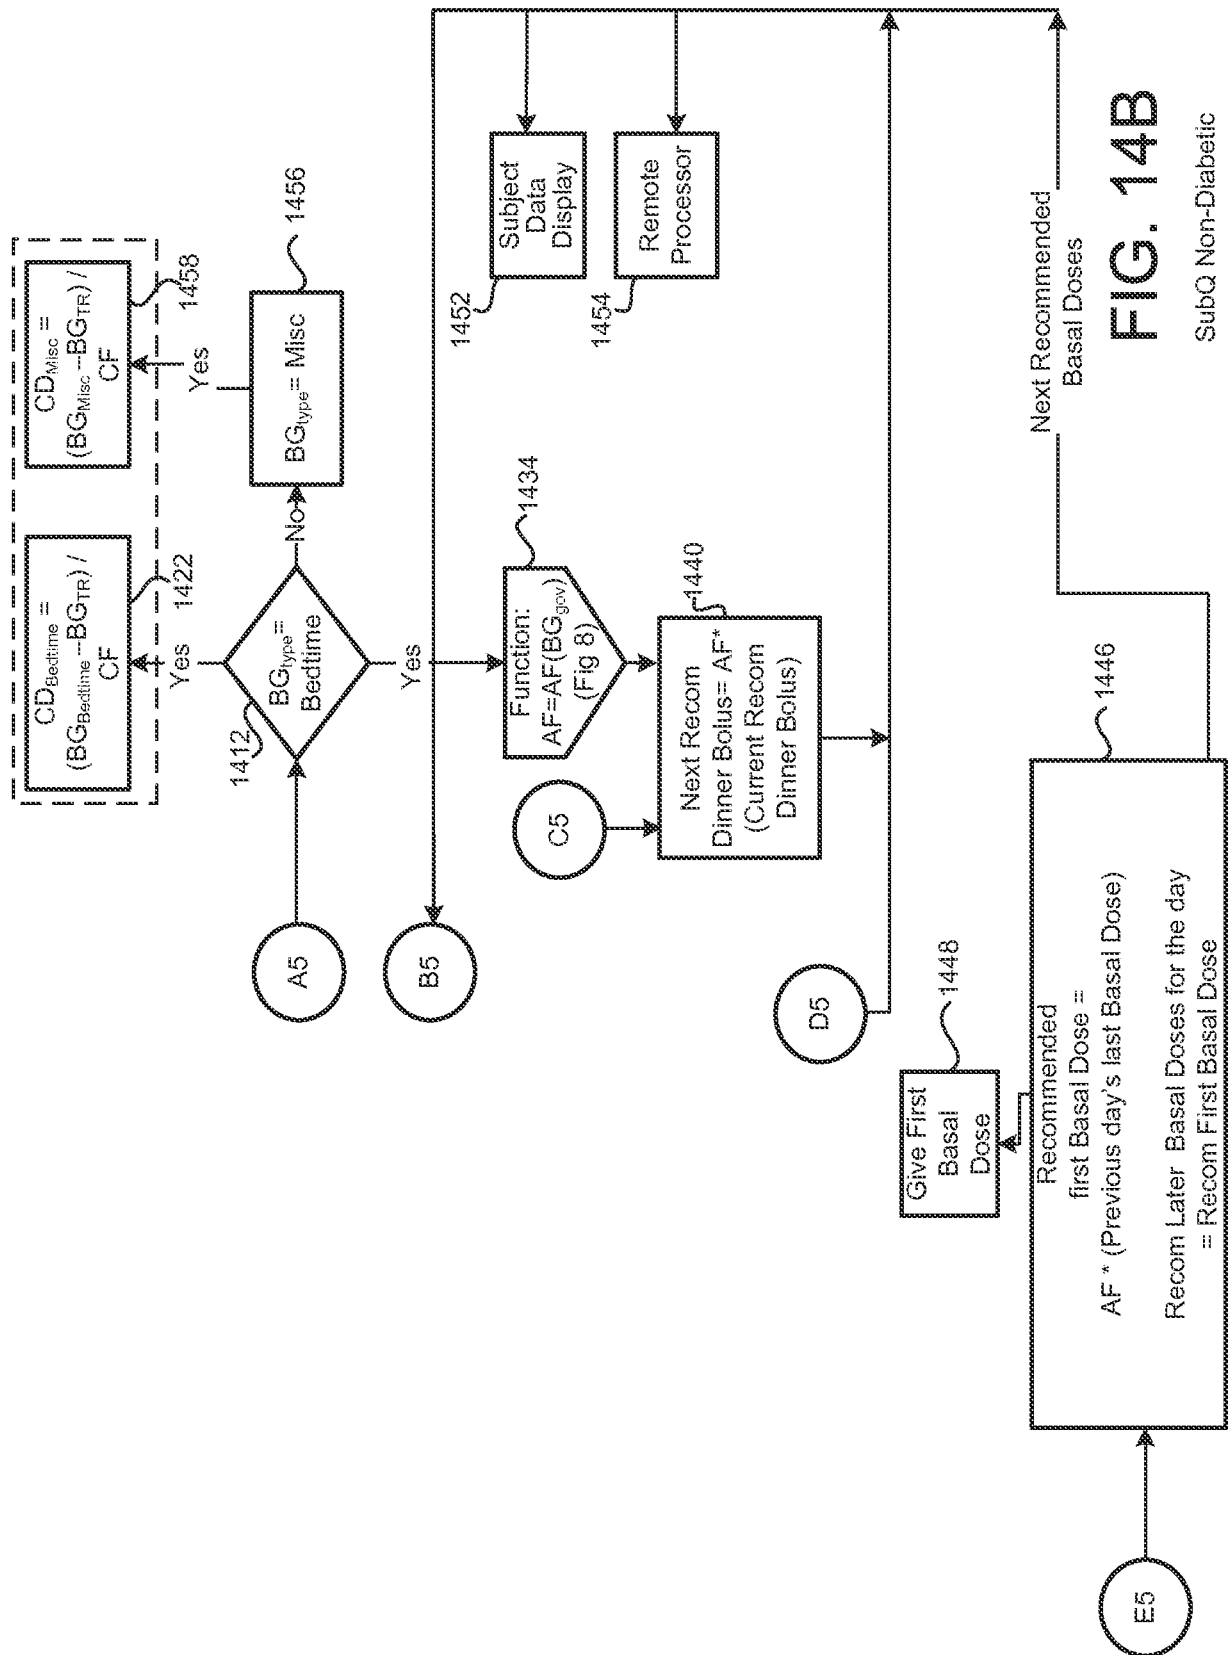 CD_Bedtime =
(BG_Bedtime –BG_TR) /
CF
1422
CD_Misc =
(BG_Misc –BG_TR) /
CF
1458
Yes
Yes
A5
1412
BG_type=
Bedtime
No
BG_type= Misc
1456
Yes
B5
C5
Function:
AF=AF(BG_gov)
(Fig 8)
1434
Subject
Data
Display
1452
Remote
Processor
1454
Next Recom
Dinner Bolus= AF*
(Current Recom
Dinner Bolus)
1440
D5
Give First
Basal
Dose
1448
E5
Recommended
first Basal Dose =
AF * (Previous day's last Basal Dose)
Recom Later Basal Doses for the day
= Recom First Basal Dose
1446
Next Recommended
Basal Doses
FIG. 14B
SubQ Non-Diabetic